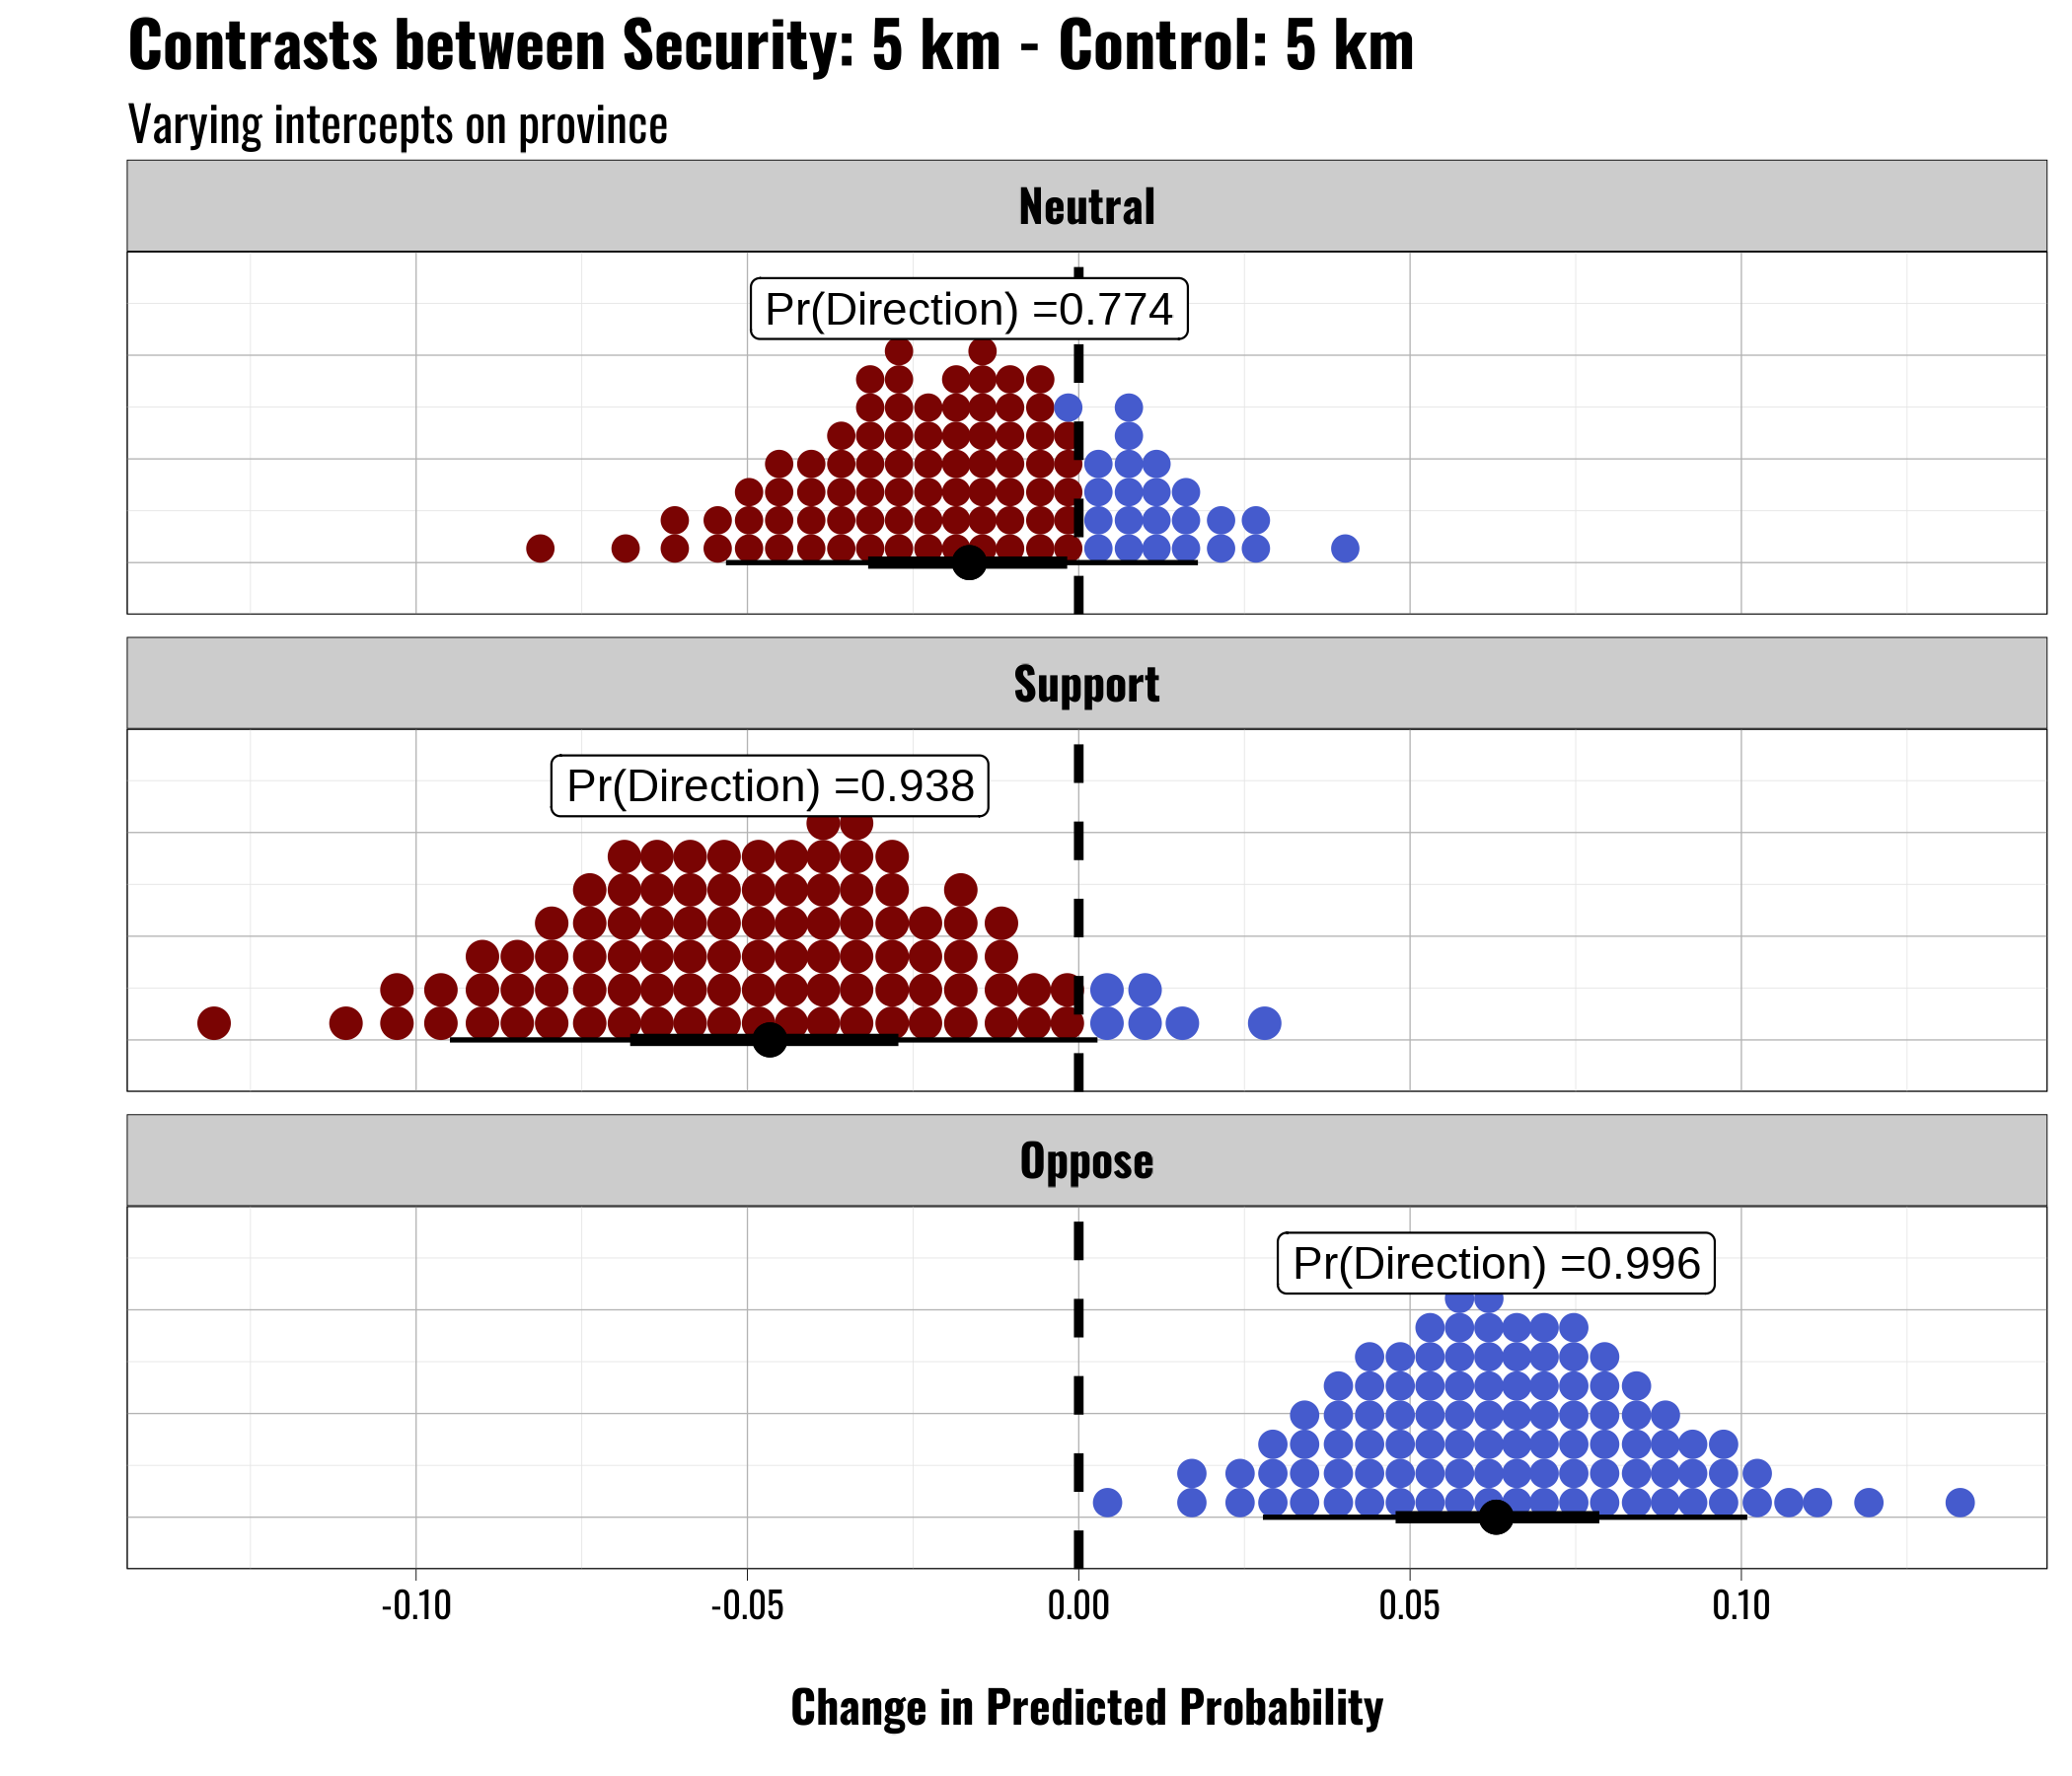 Contrasts between Security: 5 km - Control: 5 km
Varying intercepts on province
Neutral
Pr(Direction) =0.774
Support
Pr(Direction) =0.938
Oppose
Pr(Direction) =0.996
-0.10 -0.05 0.00 0.05 0.10
Change in Predicted Probability